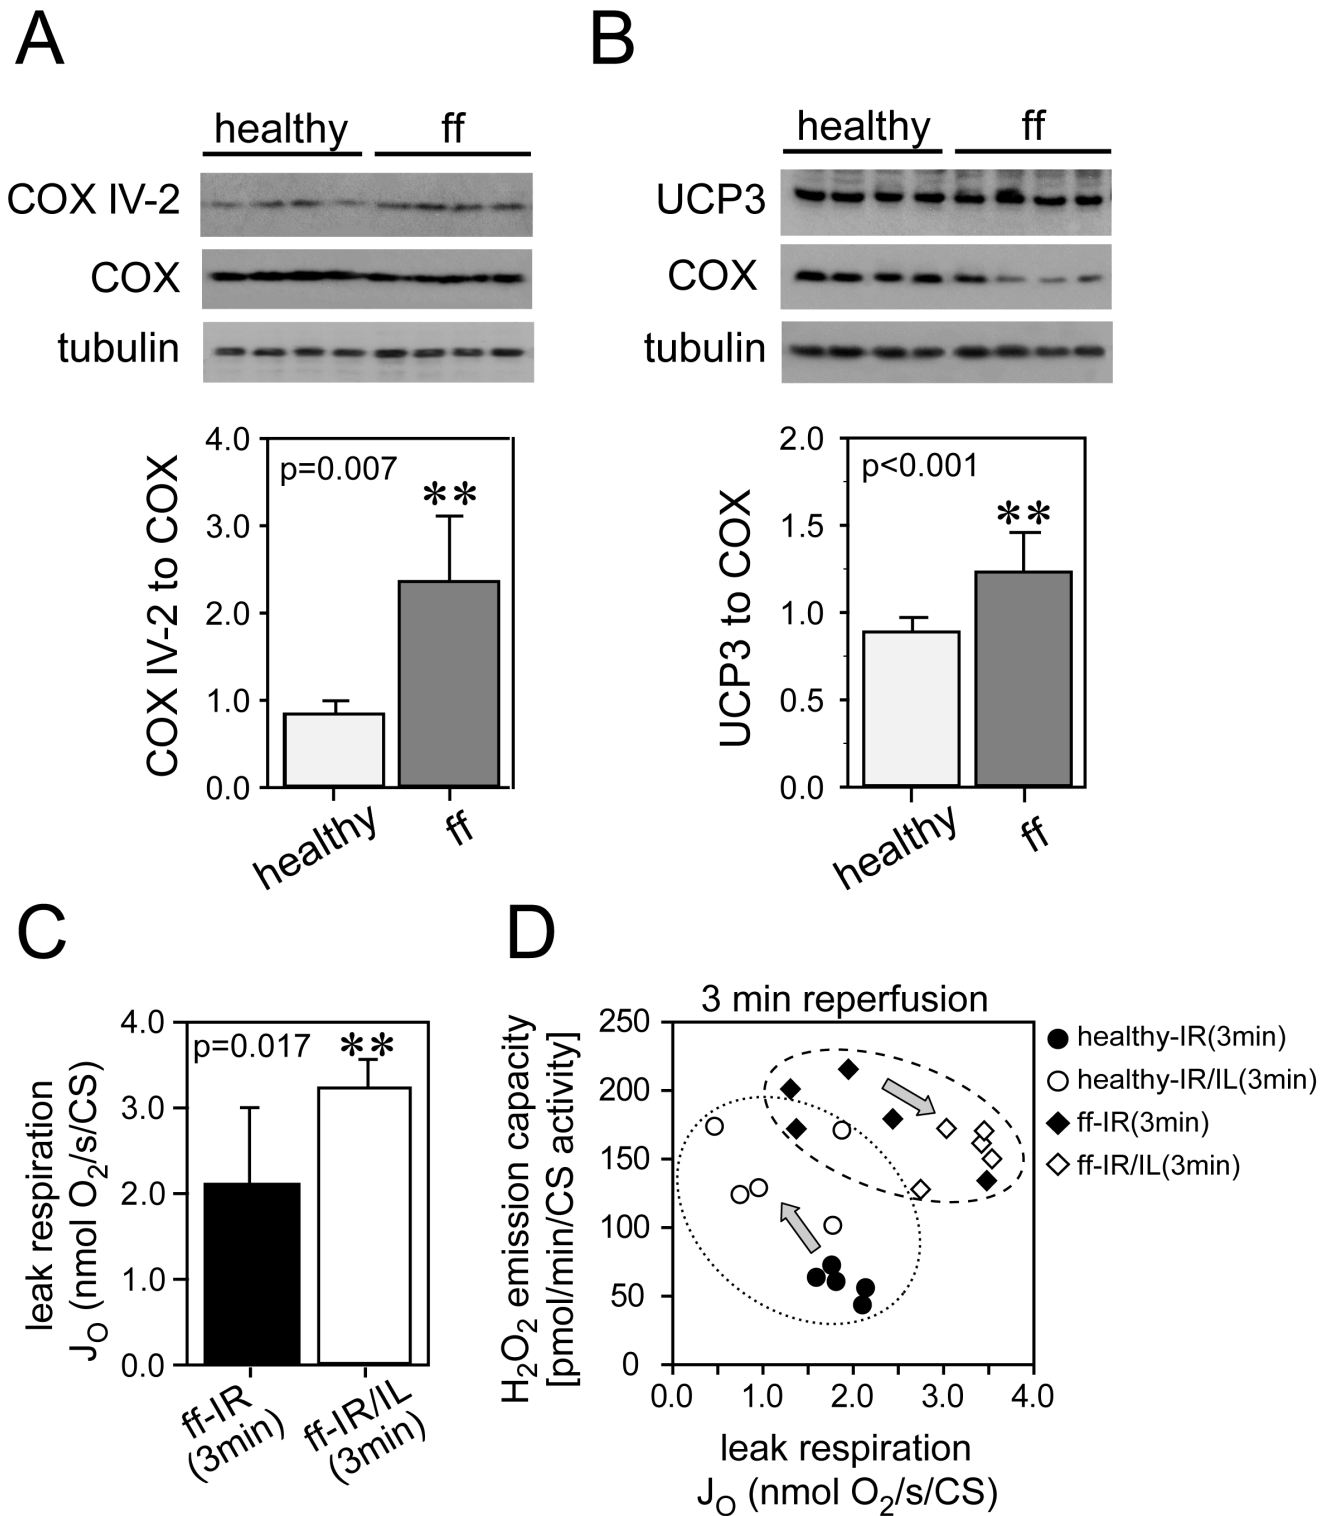 A
healthy
ff
COX IV-2
COX
tubulin
COX IV-2 to COX
4.0
3.0
2.0
1.0
0.0
p=0.007
**
healthy
ff
B
healthy
ff
UCP3
COX
tubulin
UCP3 to COX
2.0
1.5
1.0
0.5
0.0
p<0.001
**
healthy
ff
C
leak respiration
J_O (nmol O₂/s/CS)
4.0
3.0
2.0
1.0
0.0
p=0.017
**
ff-IR
(3min)
ff-IR/IL
(3min)
D
3 min reperfusion
H₂O₂ emission capacity
[pmol/min/CS activity]
250
200
150
100
50
0
0.0
1.0
2.0
3.0
4.0
leak respiration
J_O (nmol O₂/s/CS)
healthy-IR(3min)
healthy-IR/IL(3min)
ff-IR(3min)
ff-IR/IL(3min)